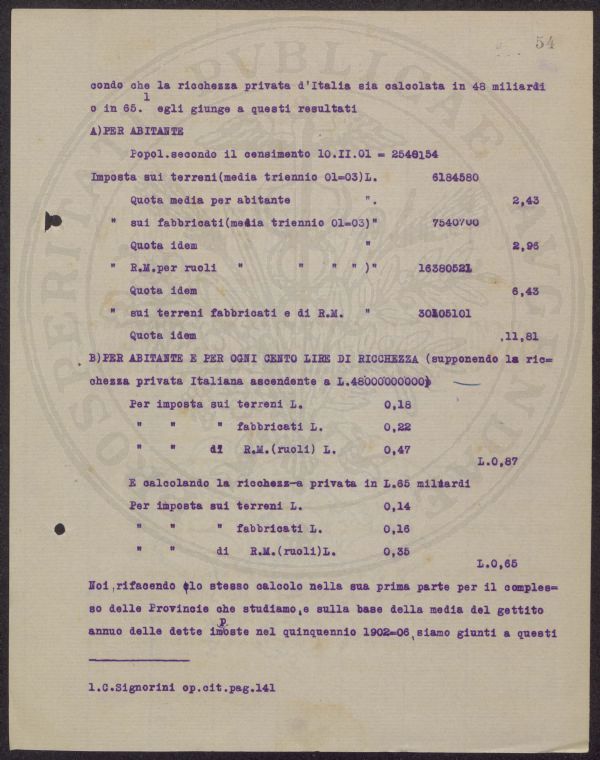 54
condo che la ricchezza privata d'Italia sia calcolata in 48 miliardi
o in 65.1 egli giunge a questi resultati
A)PER ABITANTE
Popol.secondo il censimento 10.II.01 = 2548154
Imposta sui terreni(media triennio 01=03)L. 6184580
Quota media per abitante ". 2,43
" sui fabbricati(media triennio 01=03)" 7540700
Quota idem " 2,96
" R.M.per ruoli " " " ")" 16380521
Quota idem 6,43
" sui terreni fabbricati e di R.M. " 30105101
Quota idem .11,81
B)PER ABITANTE E PER OGNI CENTO LIRE DI RICCHEZZA (supponendo la ric=
chezza privata Italiana ascendente a L.48000000000)
Per imposta sui terreni L. 0,18
" " " fabbricati L. 0,22
" " di R.M.(ruoli) L. 0,47
L.0,87
E calcolando la ricchezz-a privata in L.65 miliardi
Per imposta sui terreni L. 0,14
" " " fabbricati L. 0,16
" " di R.M.(ruoli)L. 0,35
L.0,65
Noi,rifacendo lo stesso calcolo nella sua prima parte per il comples=
so delle Provincie che studiamo,e sulla base della media del gettito
annuo delle dette imposte nel quinquennio 1902=06,siamo giunti a questi
1.C.Signorini op.cit.pag.141